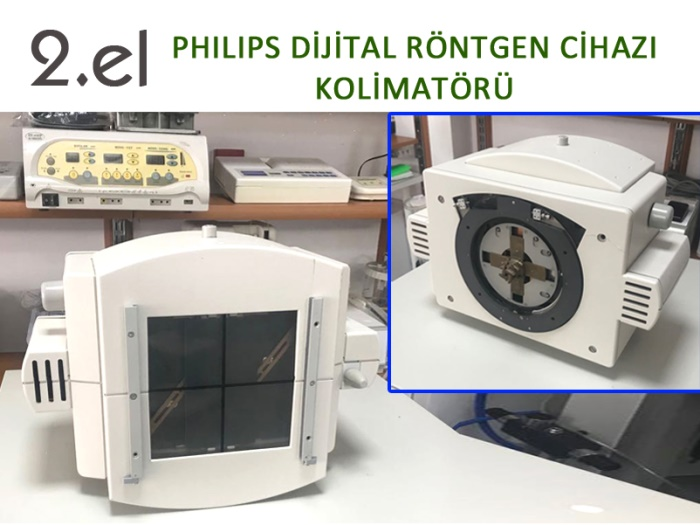 2.el
PHILIPS DİJİTAL RÖNTGEN CİHAZI
KOLİMATÖRÜ